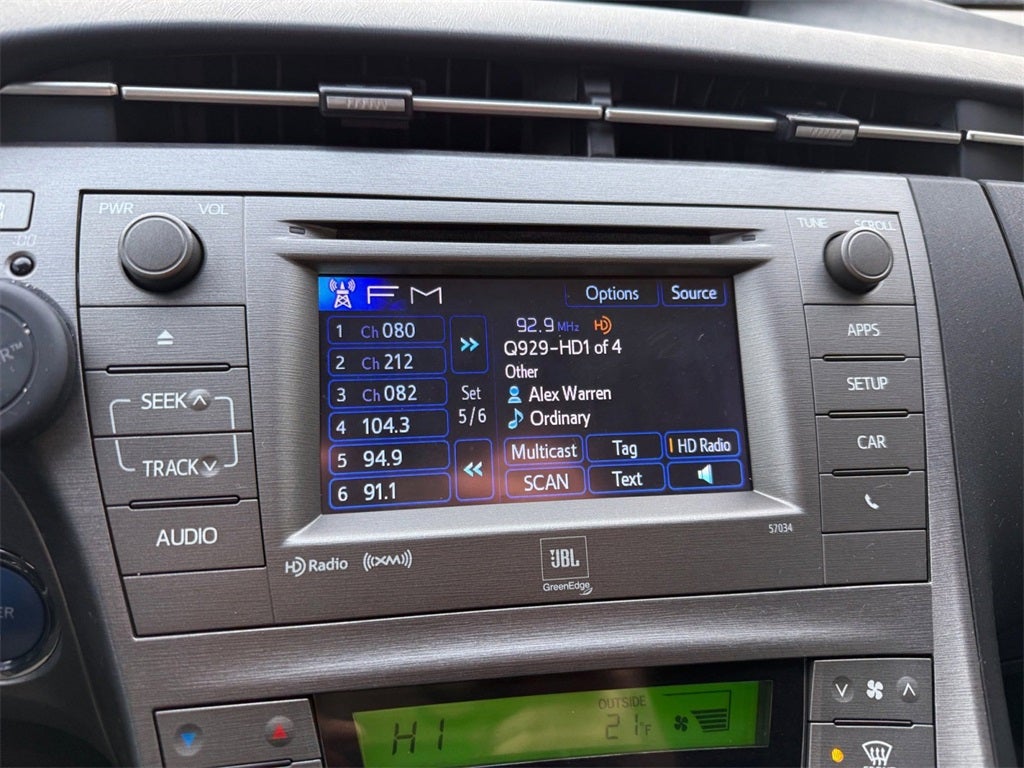 PWR VOL
TUNE SCROLL
FM
Options
Source
1 Ch 080
2 Ch 212
3 Ch 082
4 104.3
5 94.9
6 91.1
Set
5/6
92.9 MHz HD
Q929-HD1 of 4
Other
Alex Warren
Ordinary
Multicast
Tag
HD Radio
SCAN
Text
SEEK
TRACK
AUDIO
APPS
SETUP
CAR
57034
HD Radio
((XM))
JBL
GreenEdge
HI
OUTSIDE
21°F